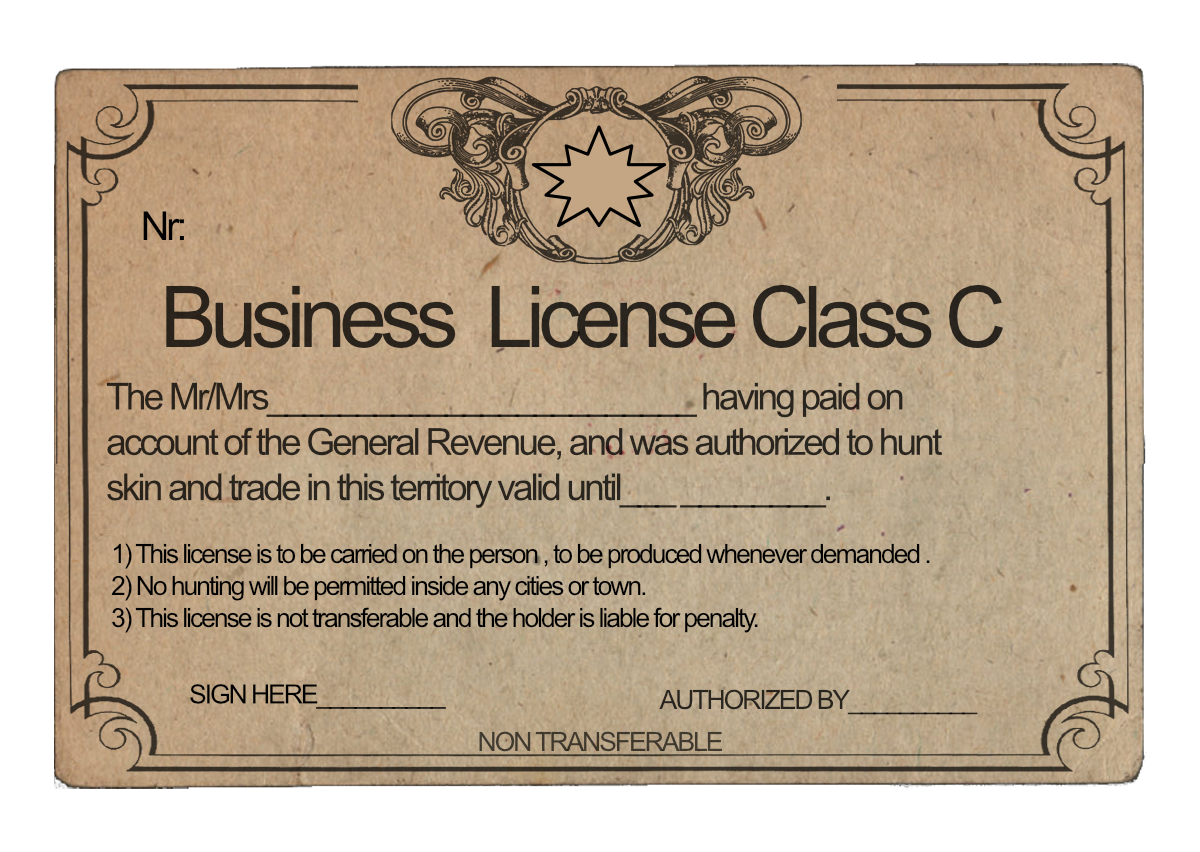 Nr:
Business License Class C
The Mr/Mrs________________________ having paid on
account of the General Revenue, and was authorized to hunt
skin and trade in this territory valid until___ ________.
1) This license is to be carried on the person , to be produced whenever demanded .
2) No hunting will be permitted inside any cities or town.
3) This license is not transferable and the holder is liable for penalty.
SIGN HERE_________
AUTHORIZED BY_________
NON TRANSFERABLE